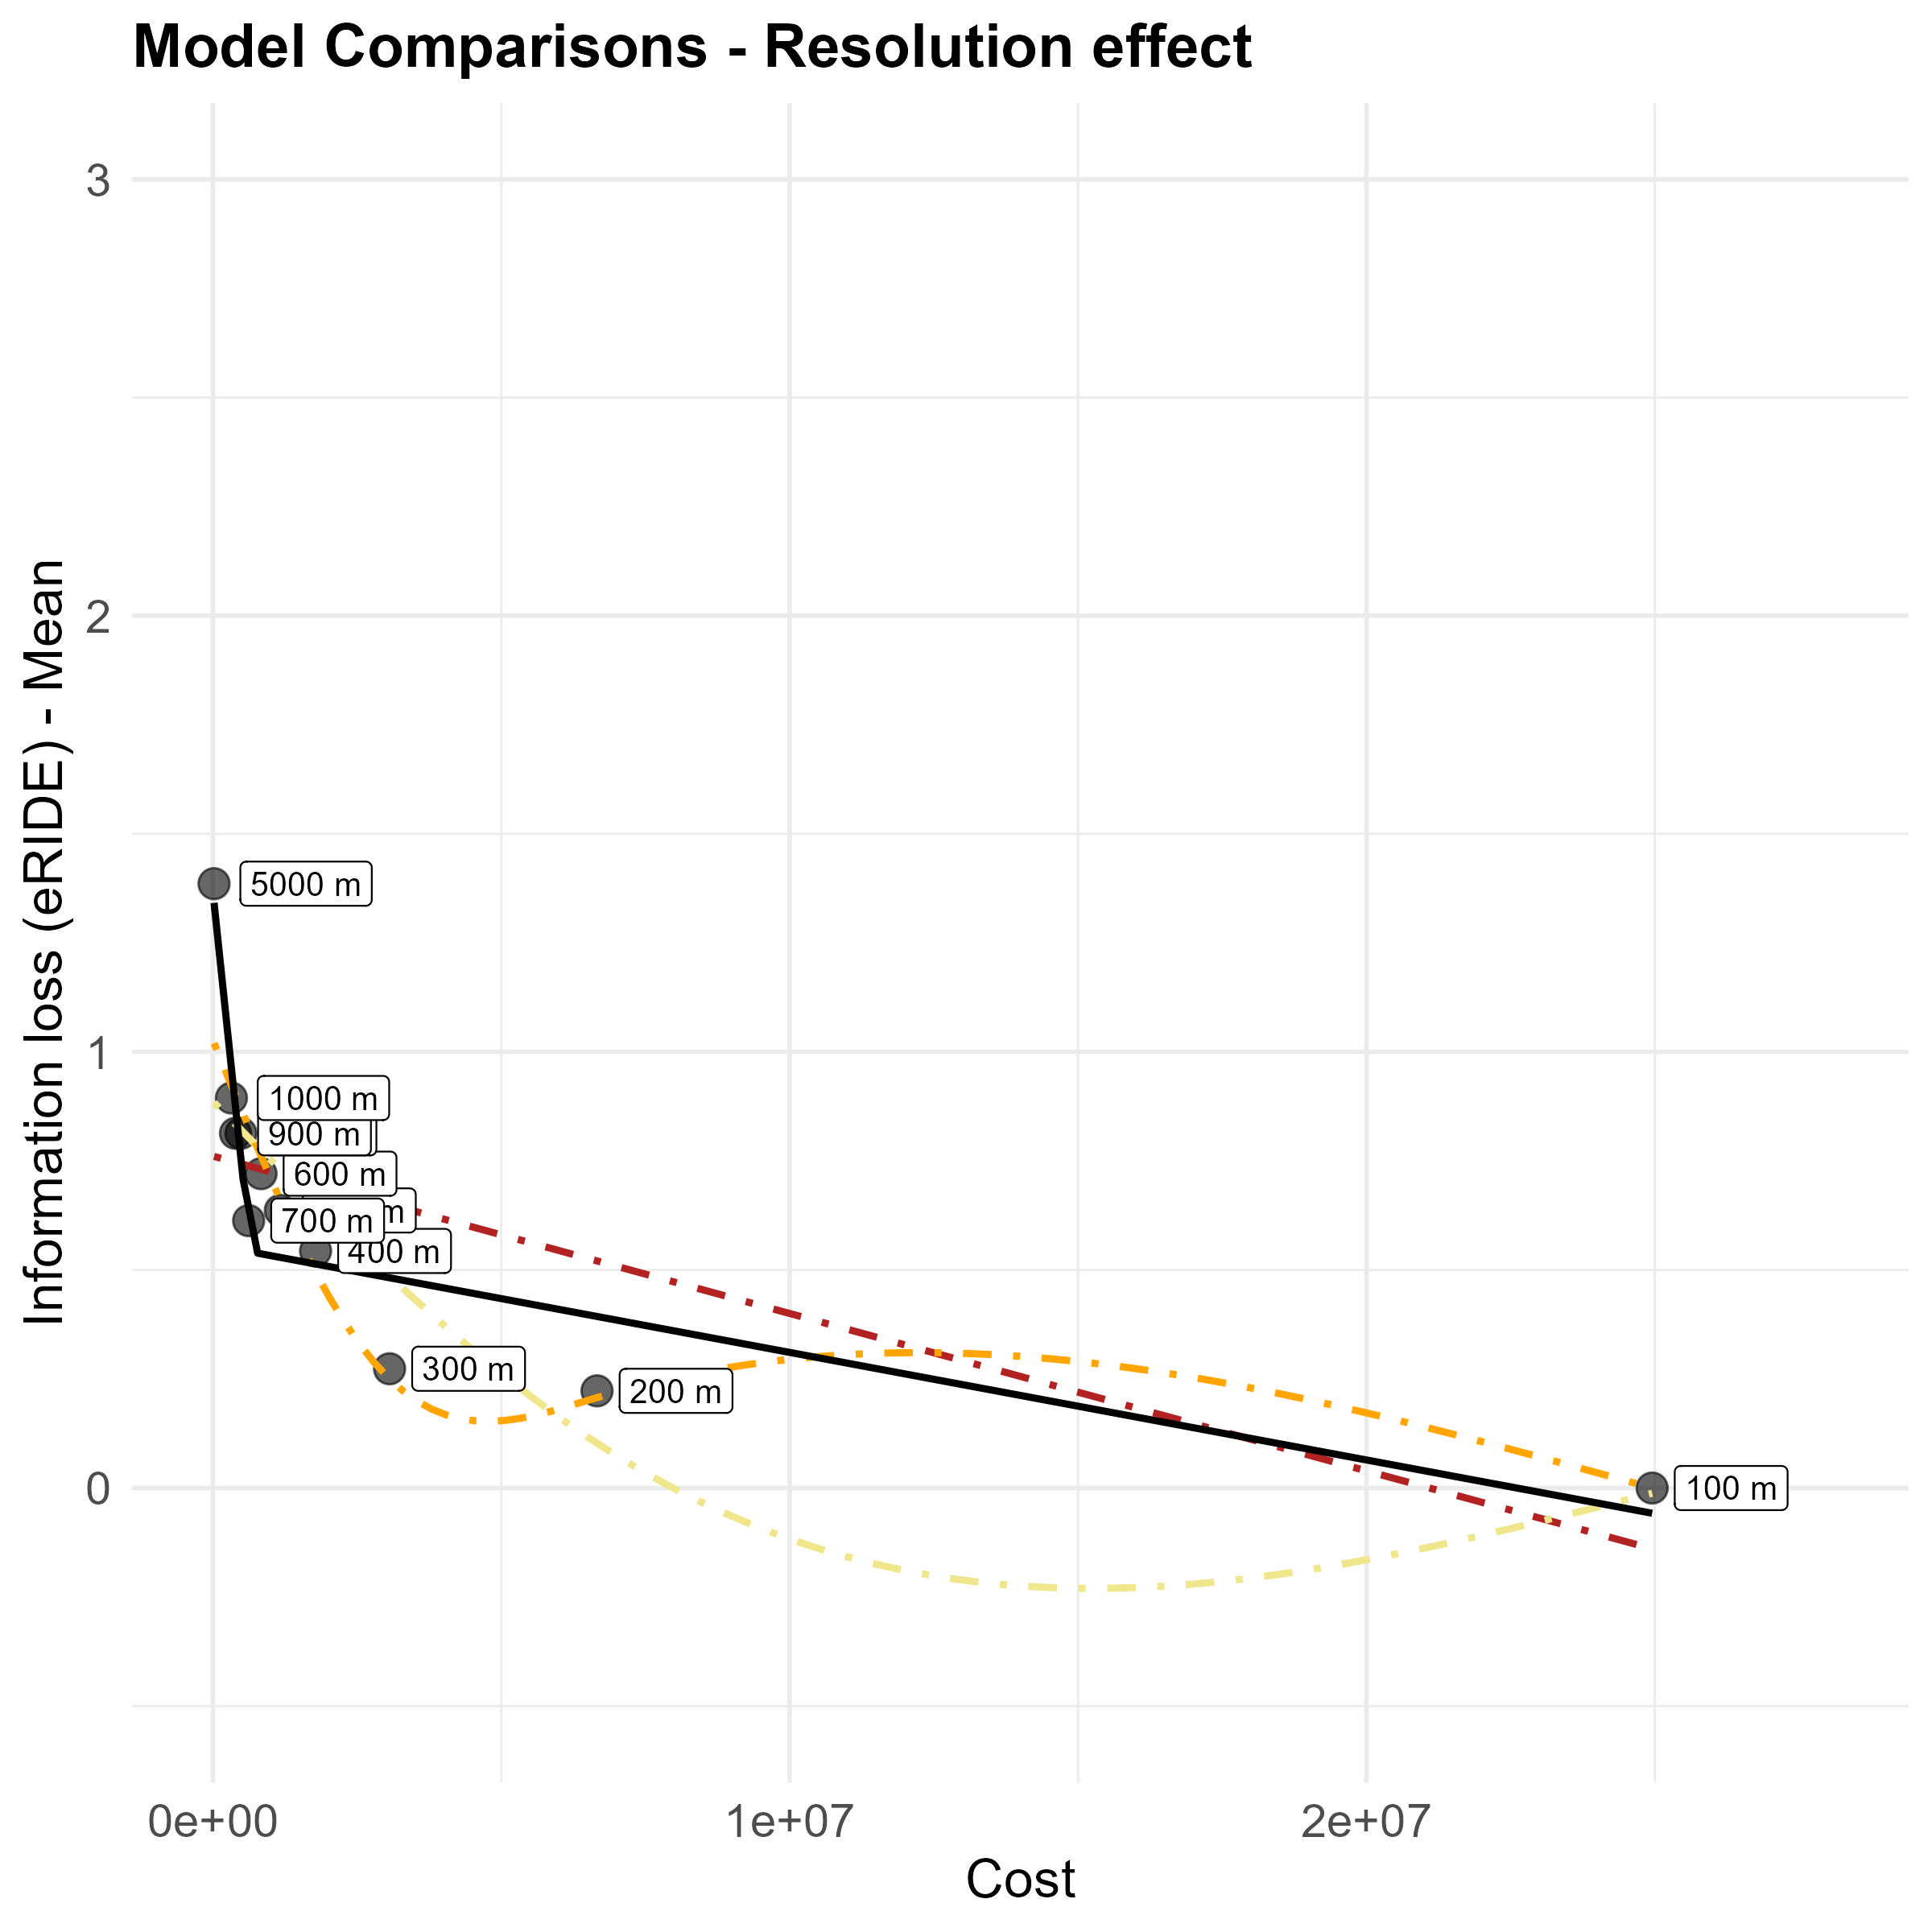 Model Comparisons - Resolution effect
Information loss (eRIDE) - Mean
3
2
1
0
5000 m
1000 m
900 m
600 m
m
700 m
400 m
300 m
200 m
100 m
0e+00
1e+07
2e+07
Cost